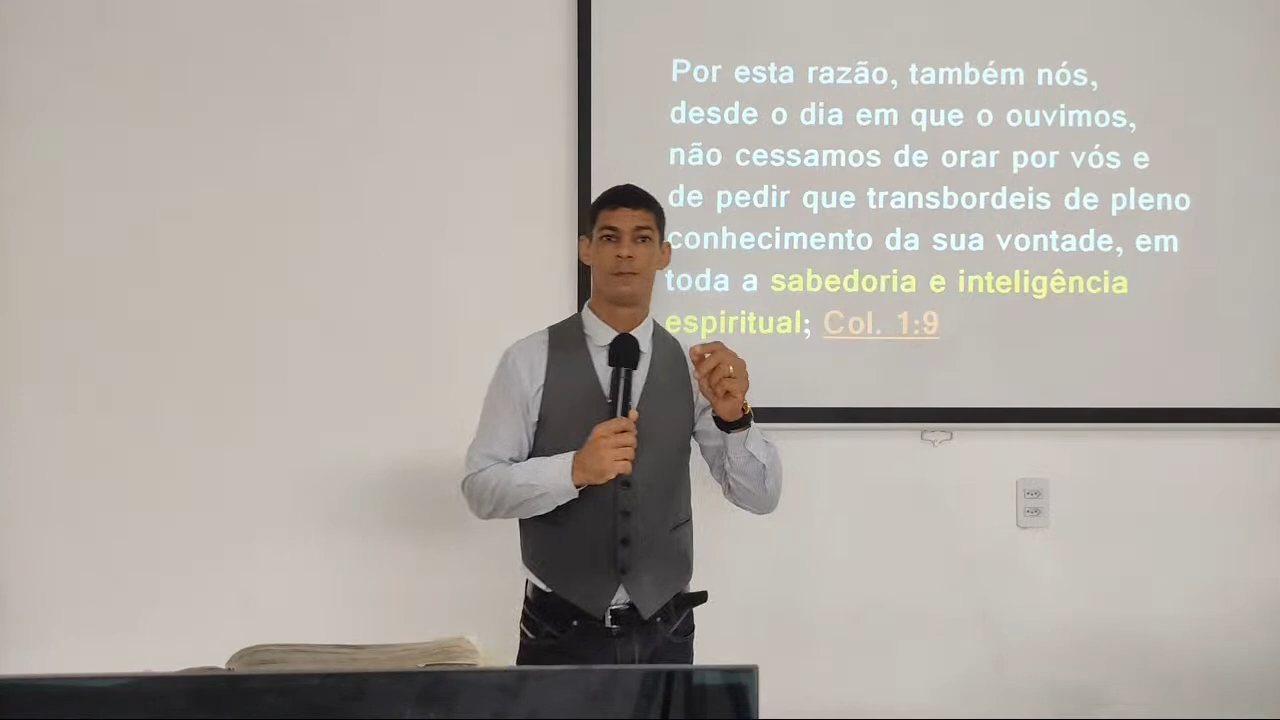 Por esta razão, também nós,
desde o dia em que o ouvimos,
não cessamos de orar por vós e
de pedir que transbordeis de pleno
conhecimento da sua vontade, em
toda a sabedoria e inteligência
espiritual; Col. 1:9